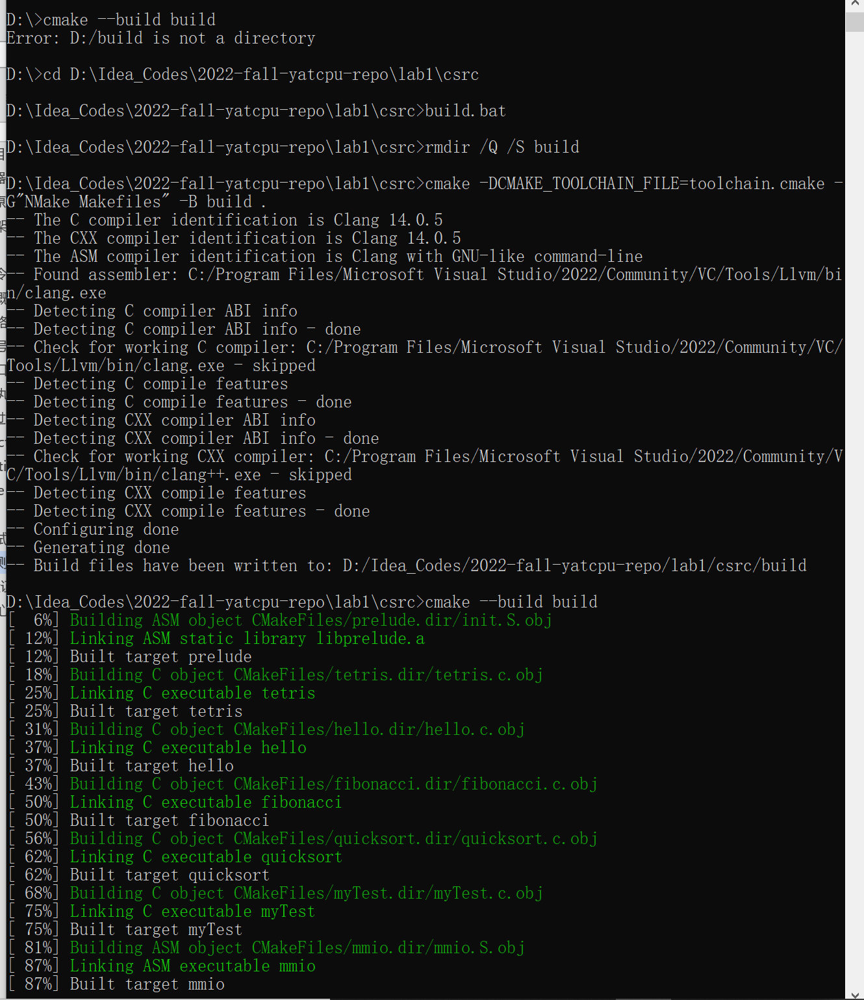 D:\>cmake --build build
Error: D:/build is not a directory
D:\>cd D:\Idea_Codes\2022-fall-yatcpu-repo\lab1\csrc
D:\Idea_Codes\2022-fall-yatcpu-repo\lab1\csrc>build.bat
D:\Idea_Codes\2022-fall-yatcpu-repo\lab1\csrc>rmdir /Q /S build
D:\Idea_Codes\2022-fall-yatcpu-repo\lab1\csrc>cmake -DCMAKE_TOOLCHAIN_FILE=toolchain.cmake -
G"NMake Makefiles" -B build .
-- The C compiler identification is Clang 14.0.5
-- The CXX compiler identification is Clang 14.0.5
-- The ASM compiler identification is Clang with GNU-like command-line
-- Found assembler: C:/Program Files/Microsoft Visual Studio/2022/Community/VC/Tools/Llvm/bi
n/clang.exe
-- Detecting C compiler ABI info
-- Detecting C compiler ABI info - done
-- Check for working C compiler: C:/Program Files/Microsoft Visual Studio/2022/Community/VC/
Tools/Llvm/bin/clang.exe - skipped
-- Detecting C compile features
-- Detecting C compile features - done
-- Detecting CXX compiler ABI info
-- Detecting CXX compiler ABI info - done
-- Check for working CXX compiler: C:/Program Files/Microsoft Visual Studio/2022/Community/V
C/Tools/Llvm/bin/clang++.exe - skipped
-- Detecting CXX compile features
-- Detecting CXX compile features - done
-- Configuring done
-- Generating done
-- Build files have been written to: D:/Idea_Codes/2022-fall-yatcpu-repo/lab1/csrc/build
D:\Idea_Codes\2022-fall-yatcpu-repo\lab1\csrc>cmake --build build
[  6%] Building ASM object CMakeFiles/prelude.dir/init.S.obj
[ 12%] Linking ASM static library libprelude.a
[ 12%] Built target prelude
[ 18%] Building C object CMakeFiles/tetris.dir/tetris.c.obj
[ 25%] Linking C executable tetris
[ 25%] Built target tetris
[ 31%] Building C object CMakeFiles/hello.dir/hello.c.obj
[ 37%] Linking C executable hello
[ 37%] Built target hello
[ 43%] Building C object CMakeFiles/fibonacci.dir/fibonacci.c.obj
[ 50%] Linking C executable fibonacci
[ 50%] Built target fibonacci
[ 56%] Building C object CMakeFiles/quicksort.dir/quicksort.c.obj
[ 62%] Linking C executable quicksort
[ 62%] Built target quicksort
[ 68%] Building C object CMakeFiles/myTest.dir/myTest.c.obj
[ 75%] Linking C executable myTest
[ 75%] Built target myTest
[ 81%] Building ASM object CMakeFiles/mmio.dir/mmio.S.obj
[ 87%] Linking ASM executable mmio
[ 87%] Built target mmio